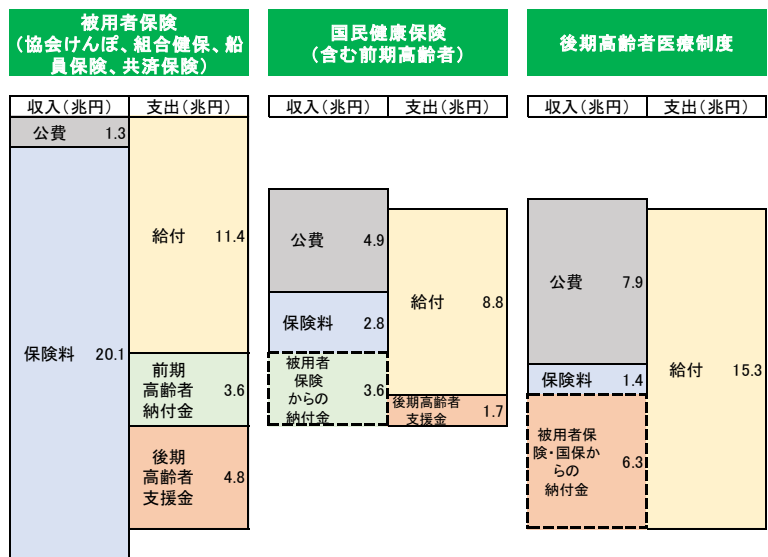 被用者保険
（協会けんぽ、組合健保、船
員保険、共済保険）
収入（兆円）　支出（兆円）
公費　1.3
給付　11.4
保険料　20.1
前期
高齢者
納付金　3.6
後期
高齢者
支援金　4.8
国民健康保険
（含む前期高齢者）
収入（兆円）　支出（兆円）
公費　4.9
給付　8.8
保険料　2.8
被用者
保険
からの
納付金　3.6
後期高齢者
支援金　1.7
後期高齢者医療制度
収入（兆円）　支出（兆円）
公費　7.9
給付　15.3
保険料　1.4
被用者保
険・国保か
らの
納付金　6.3